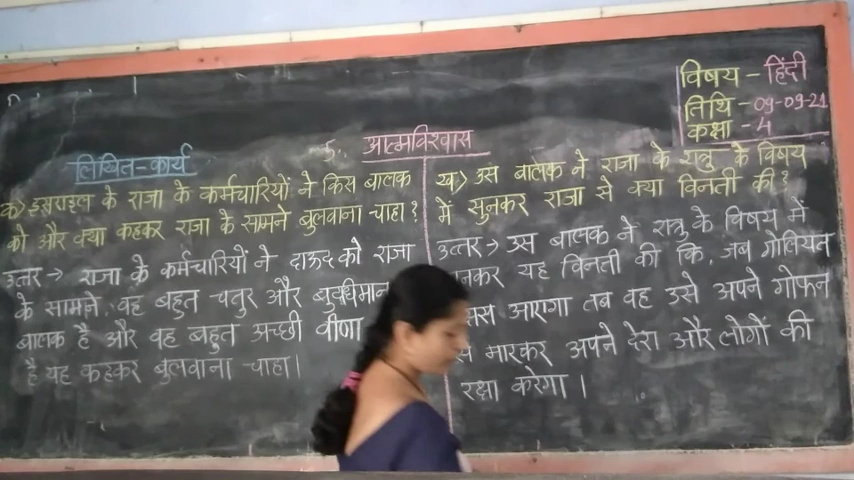 विषय - हिंदी
तिथि - 09-09-21
कक्षा - 4
आत्मविश्वास
लिखित-कार्य
क> इसराइल के राजा के कर्मचारियों ने किस बालक
को और क्या कहकर राजा के सामने बुलवाना चाहा?
उत्तर → राजा के कर्मचारियों ने दाऊद को राजा
के सामने, वह बहुत चतुर और बुद्धिमान
बालक है और वह बहुत अच्छी वीणा
है यह कहकर बुलवाना चाहा।
ख> उस बालक ने राजा के शत्रु के विषय
में सुनकर राजा से क्या विनती की?
उत्तर → उस बालक ने शत्रु के विषय में
यह विनती की कि, जब गोलियत
आएगा तब वह उसे अपने गोफन
मारकर अपने देश और लोगों की
रक्षा करेगा।